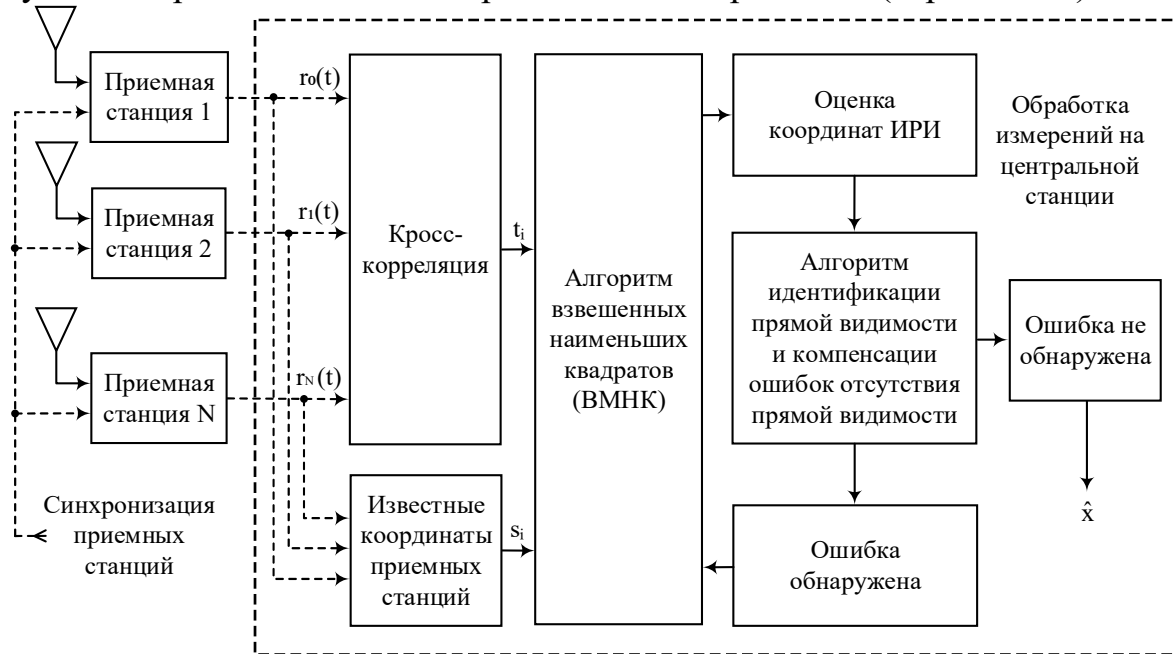 Приемная
станция 1
Приемная
станция 2
Приемная
станция N
Синхронизация
приемных
станций
r₀(t)
r₁(t)
r_N(t)
Кросс-
корреляция
Известные
координаты
приемных
станций
tᵢ
sᵢ
Алгоритм
взвешенных
наименьших
квадратов
(ВМНК)
Оценка
координат ИРИ
Алгоритм
идентификации
прямой видимости
и компенсации
ошибок отсутствия
прямой видимости
Ошибка
обнаружена
Обработка
измерений на
центральной
станции
Ошибка не
обнаружена
x̂